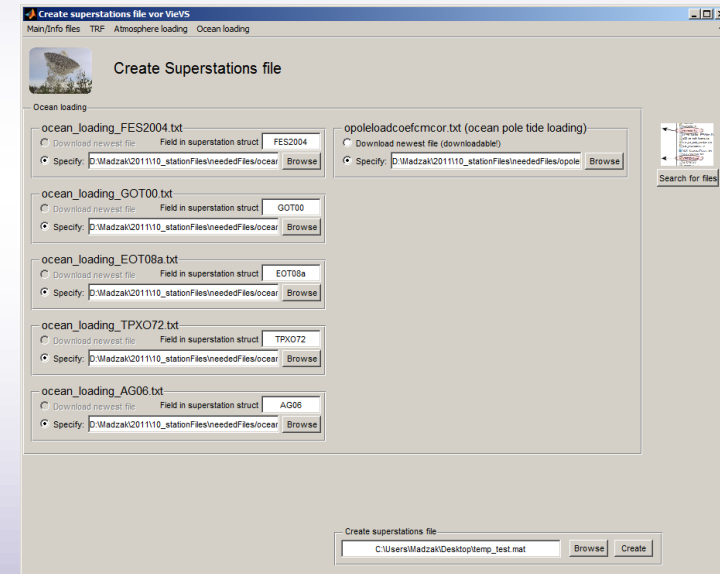 Create superstations file vor VieVS
Main/Info files TRF Atmosphere loading Ocean loading
Create Superstations file
Ocean loading
ocean_loading_FES2004.txt
Download newest file Field in superstation struct FES2004
Specify: D:\Madzak\2011\10_stationFiles\neededFiles\ocear Browse
ocean_loading_GOT00.txt
Download newest file Field in superstation struct GOT00
Specify: D:\Madzak\2011\10_stationFiles\neededFiles\ocear Browse
ocean_loading_EOT08a.txt
Download newest file Field in superstation struct EOT08a
Specify: D:\Madzak\2011\10_stationFiles\neededFiles\ocear Browse
ocean_loading_TPXO72.txt
Download newest file Field in superstation struct TPXO72
Specify: D:\Madzak\2011\10_stationFiles\neededFiles\ocear Browse
ocean_loading_AG06.txt
Download newest file Field in superstation struct AG06
Specify: D:\Madzak\2011\10_stationFiles\neededFiles\ocear Browse
opoleloadcoefcmcor.txt (ocean pole tide loading)
Download newest file (downloadable!)
Specify: D:\Madzak\2011\10_stationFiles\neededFiles\opole Browse
Search for files
Create superstations file
C:\Users\Madzak\Desktop\temp_test.mat Browse Create